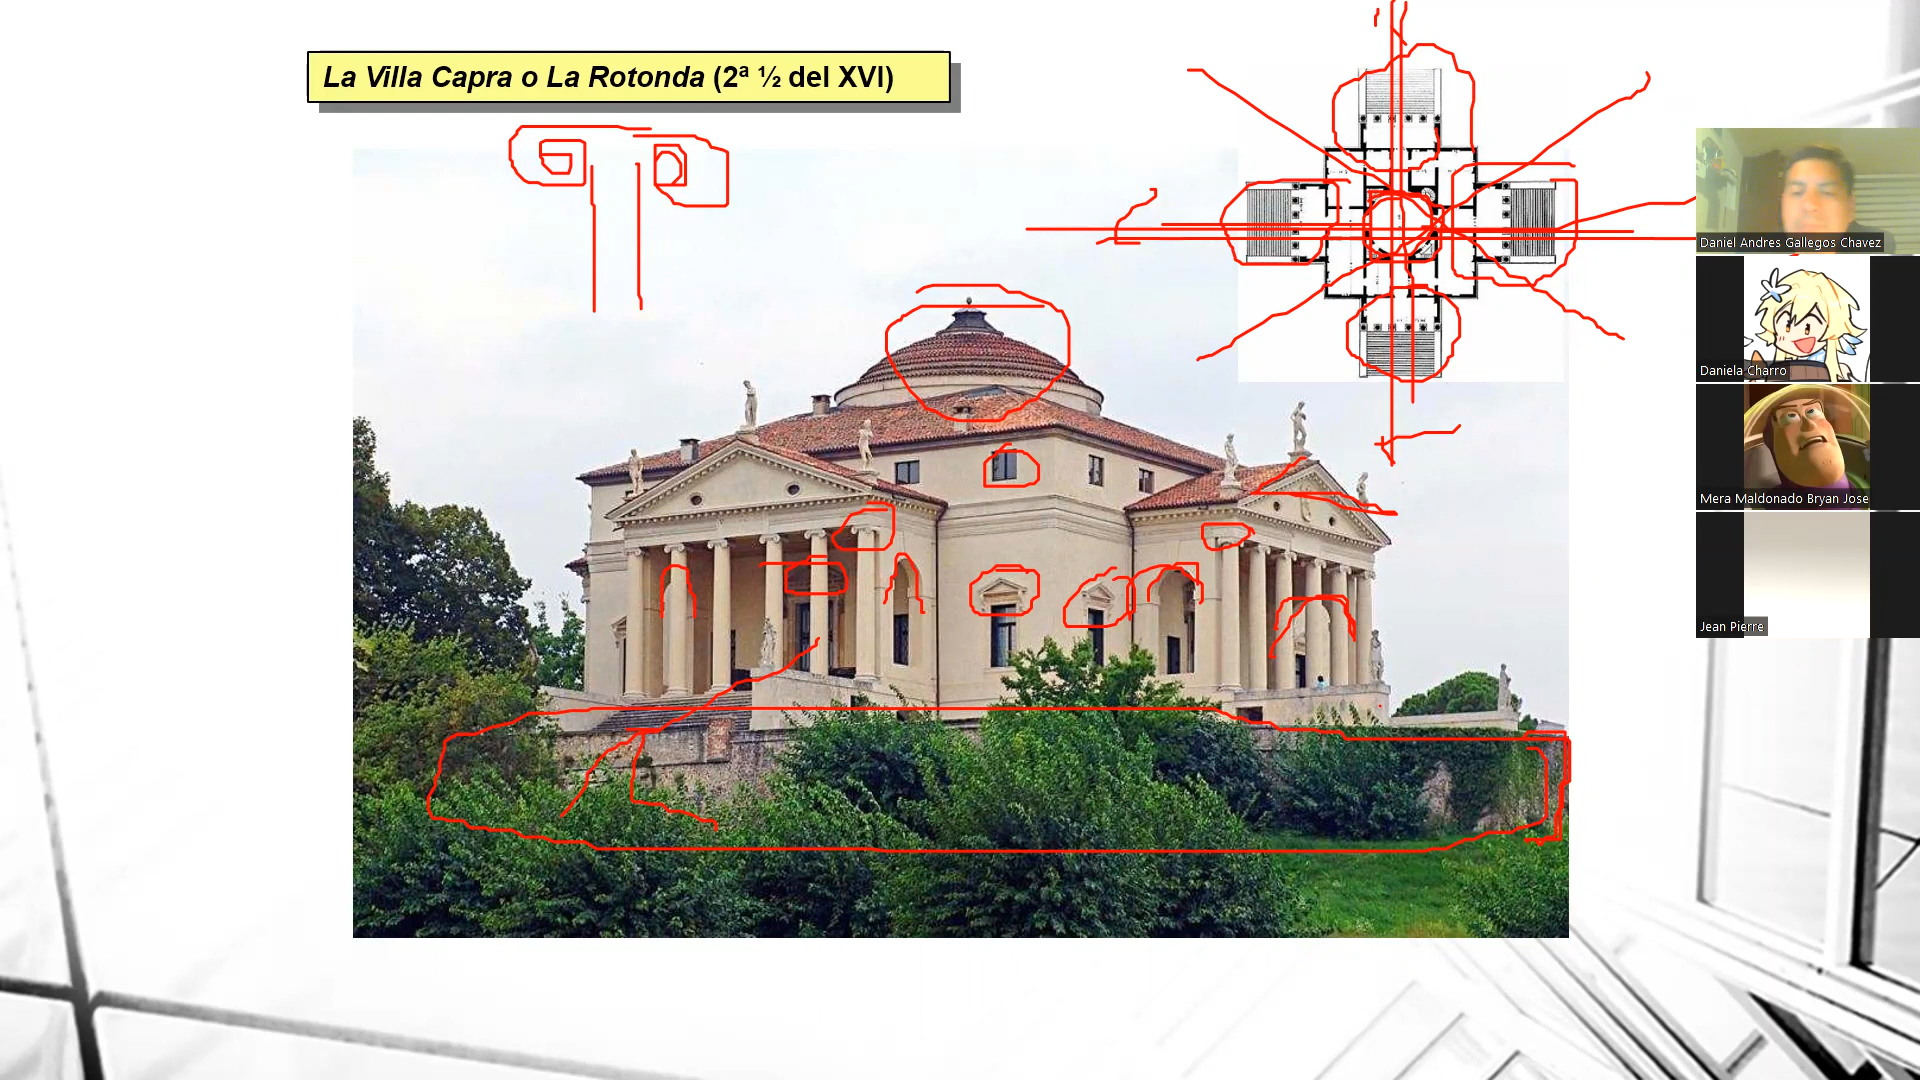 La Villa Capra o La Rotonda (2ª ½ del XVI)
Daniel Andres Gallegos Chavez
Daniela Charro
Mera Maldonado Bryan Jose
Jean Pierre